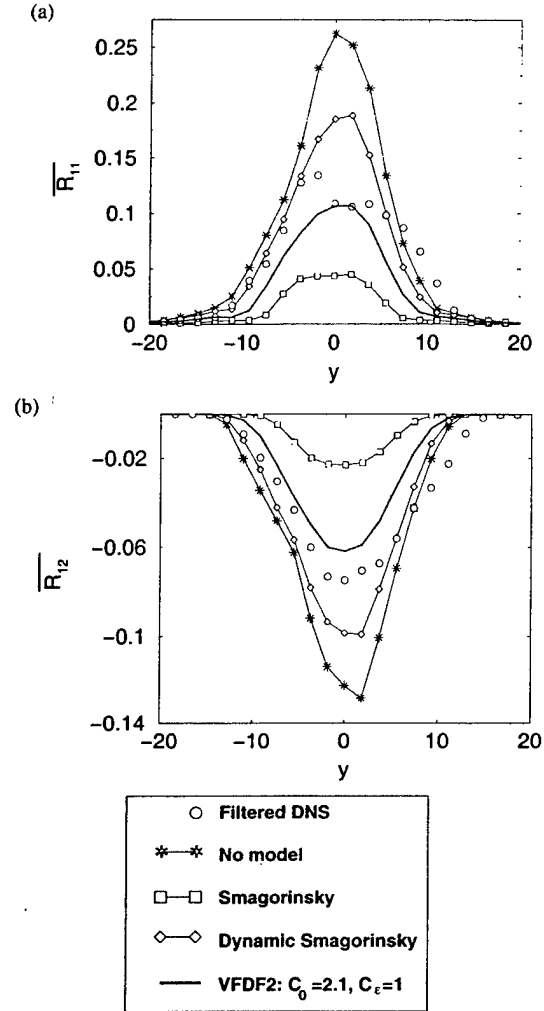 (a)
0.25
0.2
0.15
0.1
0.05
0
R₁₁
−20 −10 0 10 20
y
(b)
−0.02
−0.06
−0.1
−0.14
R₁₂
−20 −10 0 10 20
y
Filtered DNS
No model
Smagorinsky
Dynamic Smagorinsky
VFDF2: C₀ =2.1, Cε=1